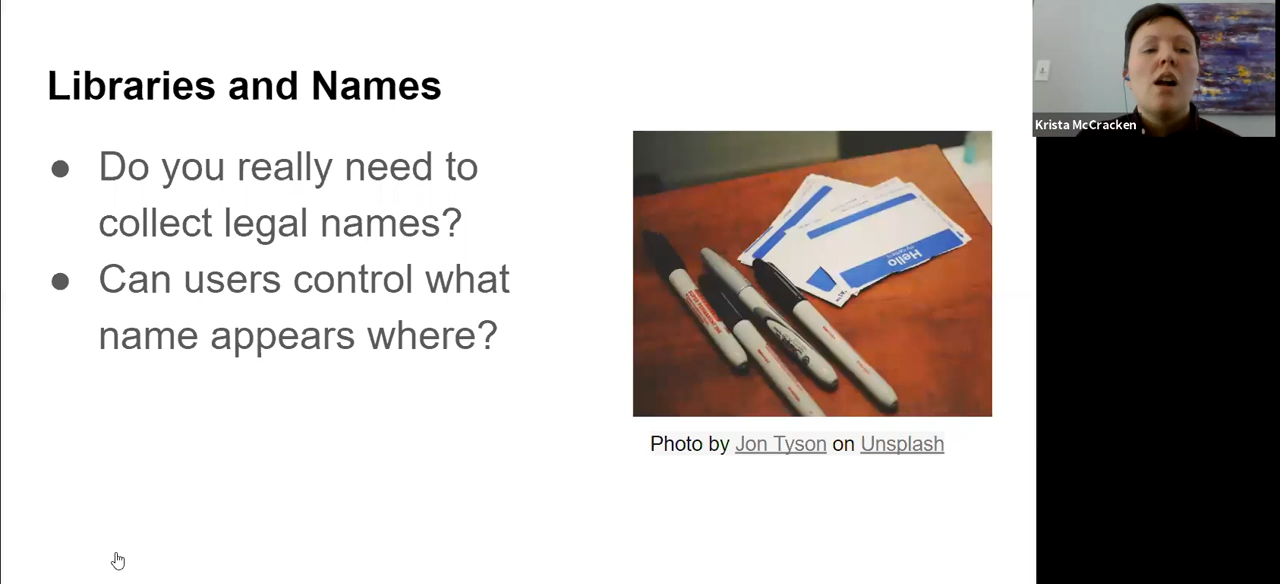 Libraries and Names
● Do you really need to
collect legal names?
● Can users control what
name appears where?
Hello
Photo by Jon Tyson on Unsplash
Krista McCracken